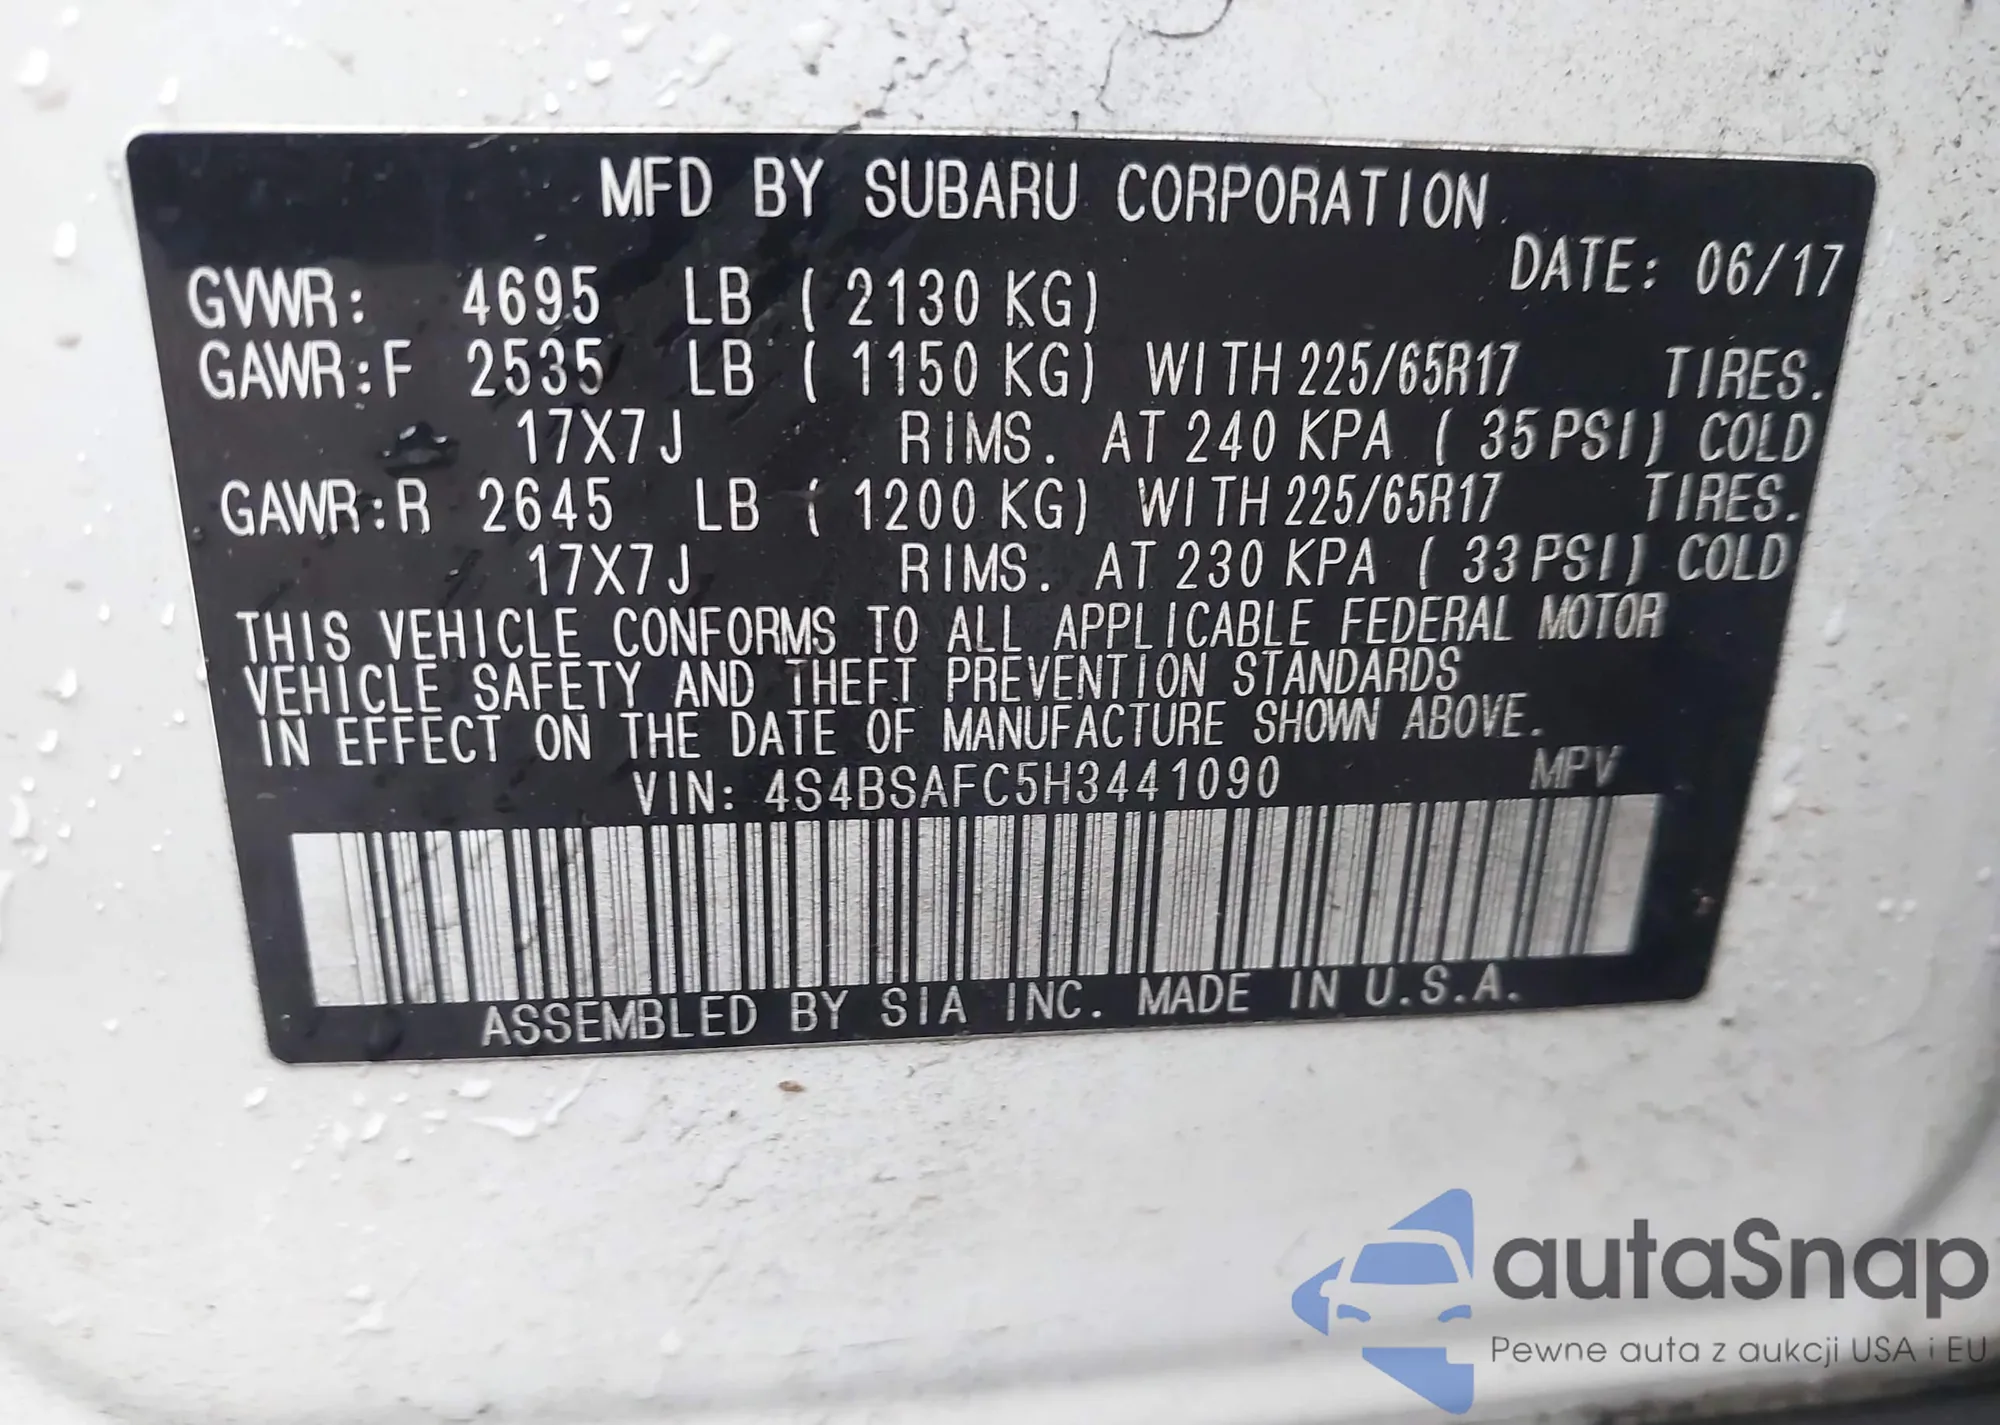 MFD BY SUBARU CORPORATION
DATE: 06/17
GVWR: 4695 LB ( 2130 KG)
GAWR:F 2535 LB ( 1150 KG) WITH 225/65R17 TIRES.
17X7J RIMS. AT 240 KPA ( 35 PSI) COLD
GAWR:R 2645 LB ( 1200 KG) WITH 225/65R17 TIRES.
17X7J RIMS. AT 230 KPA ( 33 PSI) COLD
THIS VEHICLE CONFORMS TO ALL APPLICABLE FEDERAL MOTOR
VEHICLE SAFETY AND THEFT PREVENTION STANDARDS
IN EFFECT ON THE DATE OF MANUFACTURE SHOWN ABOVE.
VIN: 4S4BSAFC5H3441090 MPV
ASSEMBLED BY SIA INC. MADE IN U.S.A.
autaSnap
Pewne auta z aukcji USA i EU